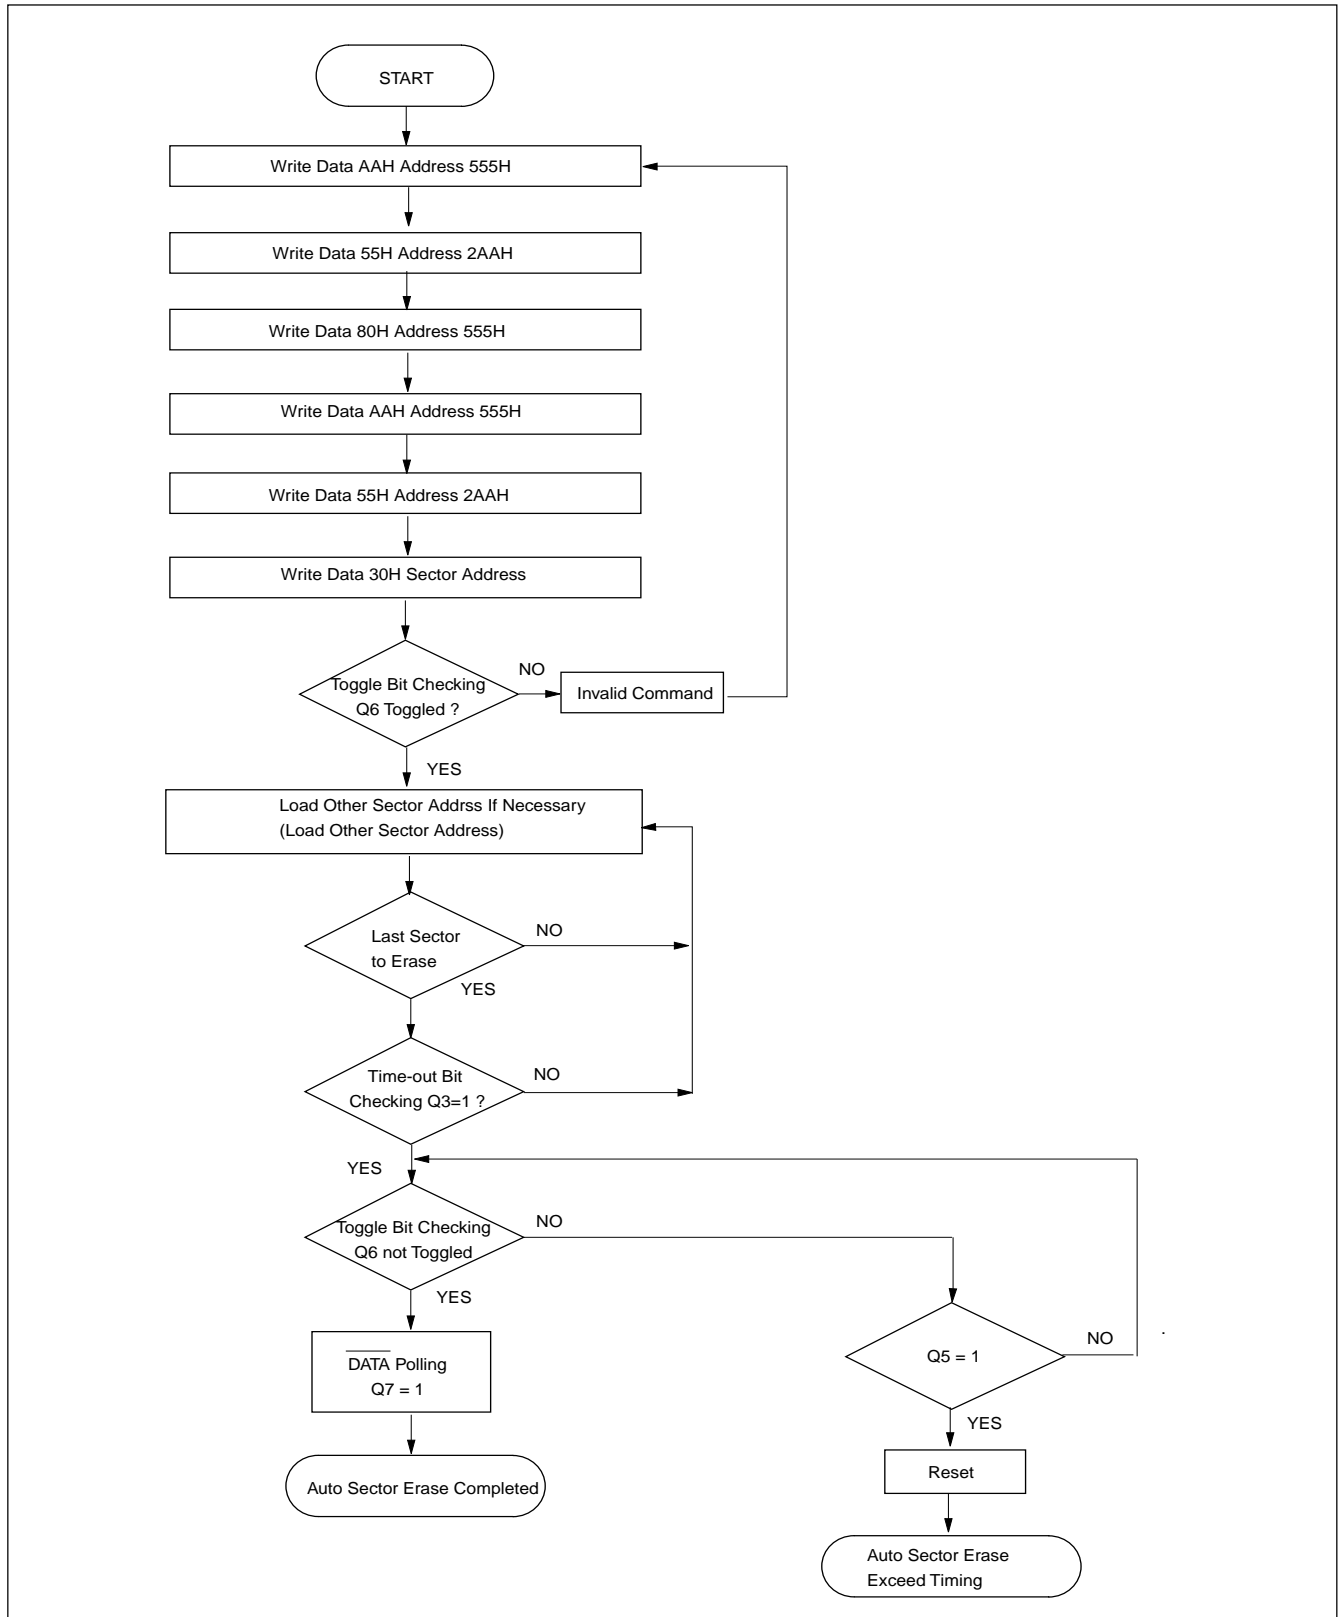 START
Write Data AAH Address 555H
Write Data 55H Address 2AAH
Write Data 80H Address 555H
Write Data AAH Address 555H
Write Data 55H Address 2AAH
Write Data 30H Sector Address
Toggle Bit Checking
Q6 Toggled ?
NO
Invalid Command
YES
Load Other Sector Addrss If Necessary
(Load Other Sector Address)
Last Sector
to Erase
NO
YES
Time-out Bit
Checking Q3=1 ?
NO
YES
Toggle Bit Checking
Q6 not Toggled
NO
YES
DATA Polling
Q7 = 1
Q5 = 1
NO
YES
Reset
Auto Sector Erase Completed
Auto Sector Erase
Exceed Timing